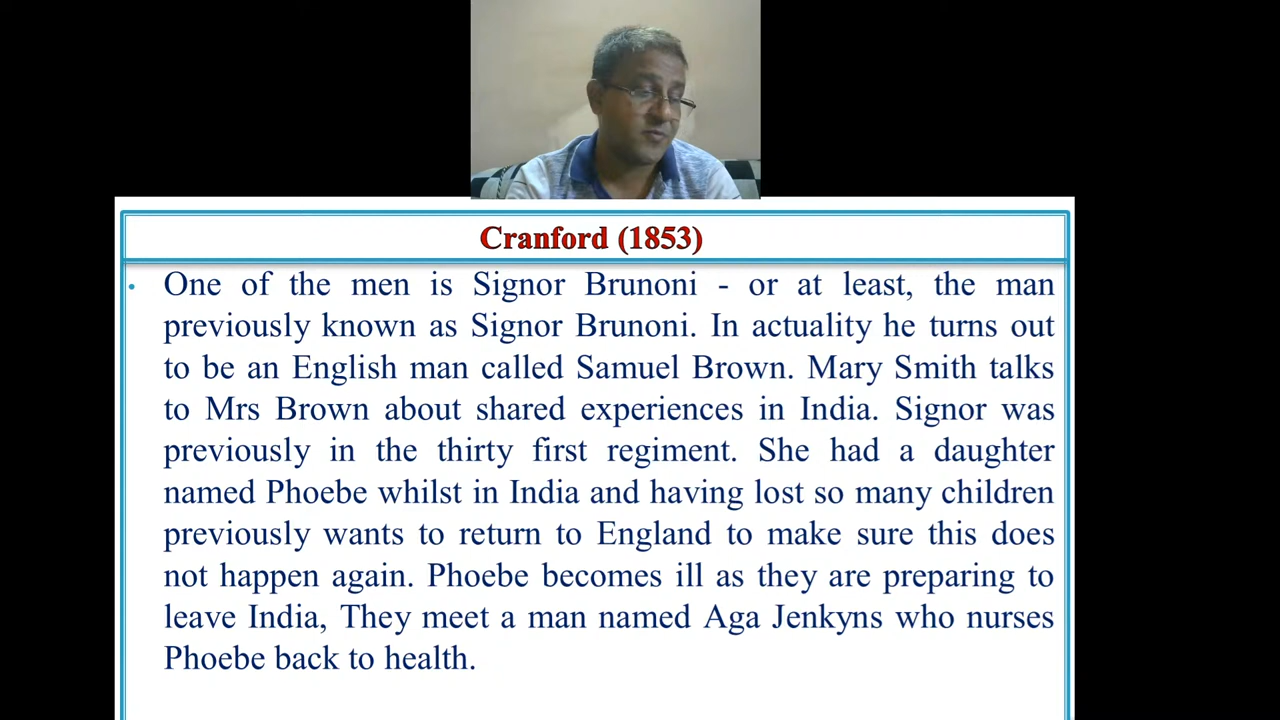 Cranford (1853)
• One of the men is Signor Brunoni - or at least, the man
previously known as Signor Brunoni. In actuality he turns out
to be an English man called Samuel Brown. Mary Smith talks
to Mrs Brown about shared experiences in India. Signor was
previously in the thirty first regiment. She had a daughter
named Phoebe whilst in India and having lost so many children
previously wants to return to England to make sure this does
not happen again. Phoebe becomes ill as they are preparing to
leave India, They meet a man named Aga Jenkyns who nurses
Phoebe back to health.